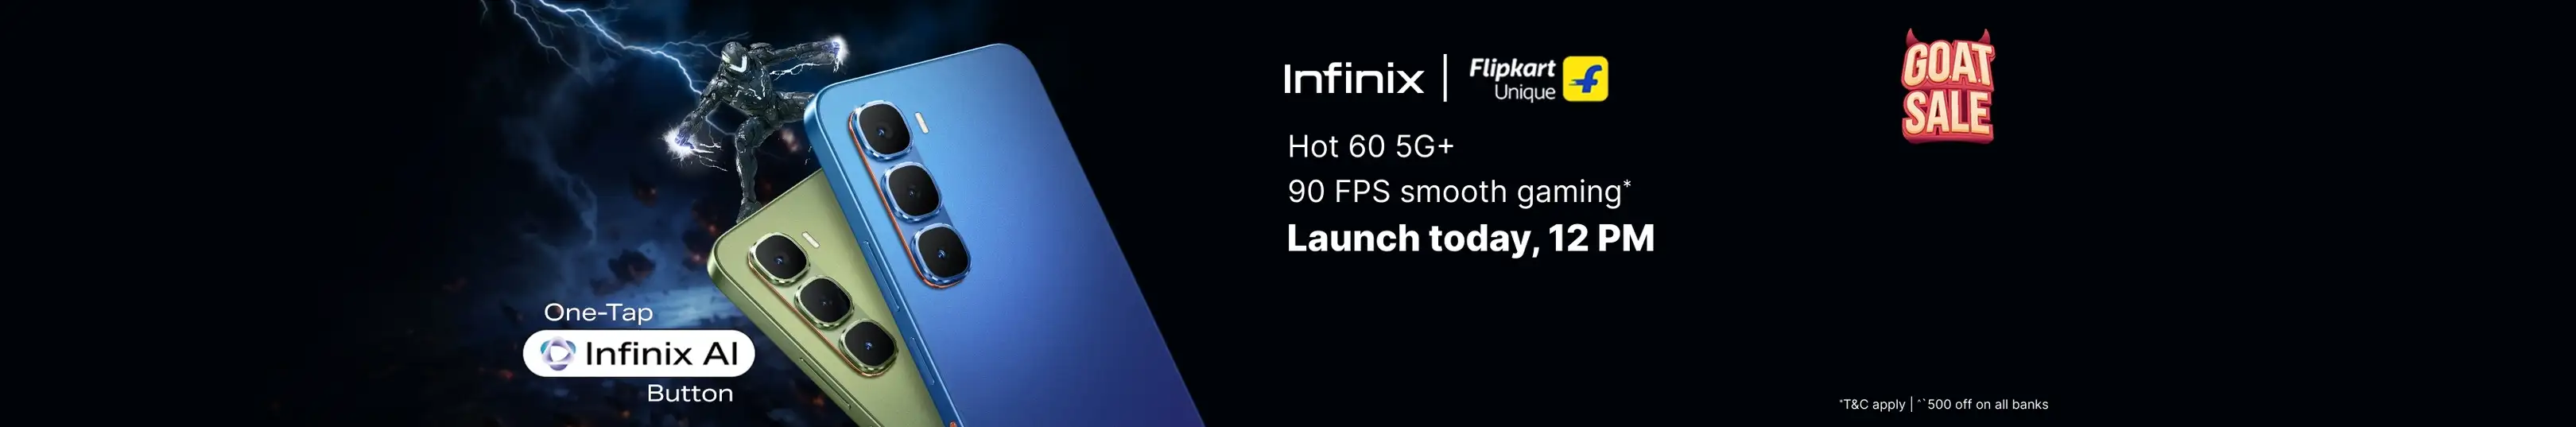 Infinix | Flipkart Unique
Hot 60 5G+
90 FPS smooth gaming*
Launch today, 12 PM
GOAT
SALE
One-Tap
Infinix AI
Button
*T&C apply | ^`500 off on all banks